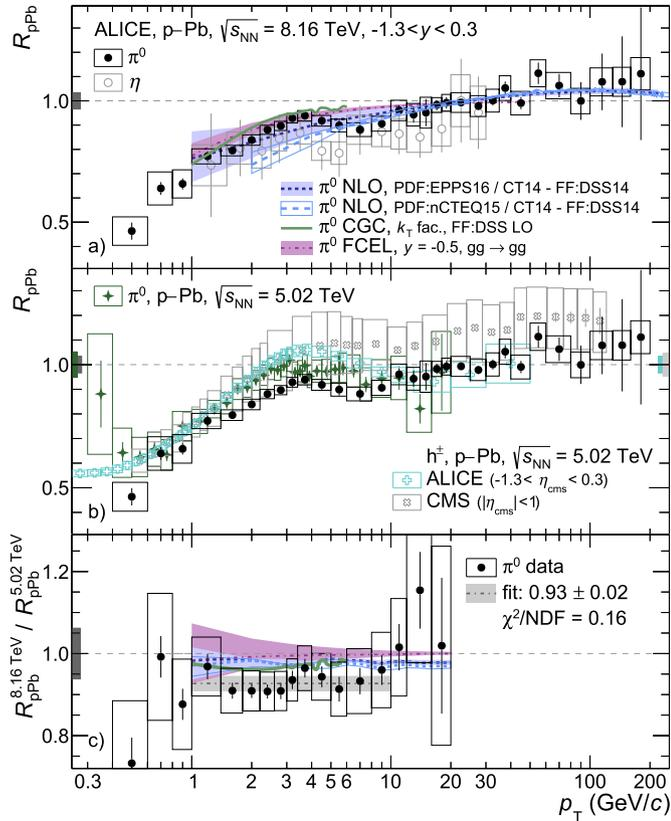 R_pPb
ALICE, p–Pb, √s_NN = 8.16 TeV, -1.3<y<0.3
π⁰
η
1.0
π⁰ NLO, PDF:EPPS16 / CT14 - FF:DSS14
π⁰ NLO, PDF:nCTEQ15 / CT14 - FF:DSS14
π⁰ CGC, k_T fac., FF:DSS LO
π⁰ FCEL, y = -0.5, gg → gg
0.5
a)
R_pPb
π⁰, p–Pb, √s_NN = 5.02 TeV
1.0
h±, p–Pb, √s_NN = 5.02 TeV
ALICE (-1.3< η_cms < 0.3)
CMS (|η_cms|<1)
0.5
b)
R_pPb^8.16 TeV / R_pPb^5.02 TeV
1.2
π⁰ data
fit: 0.93 ± 0.02
χ²/NDF = 0.16
1.0
0.8
c)
0.3 1 2 3 4 5 6 10 20 30 100 200
p_T (GeV/c)